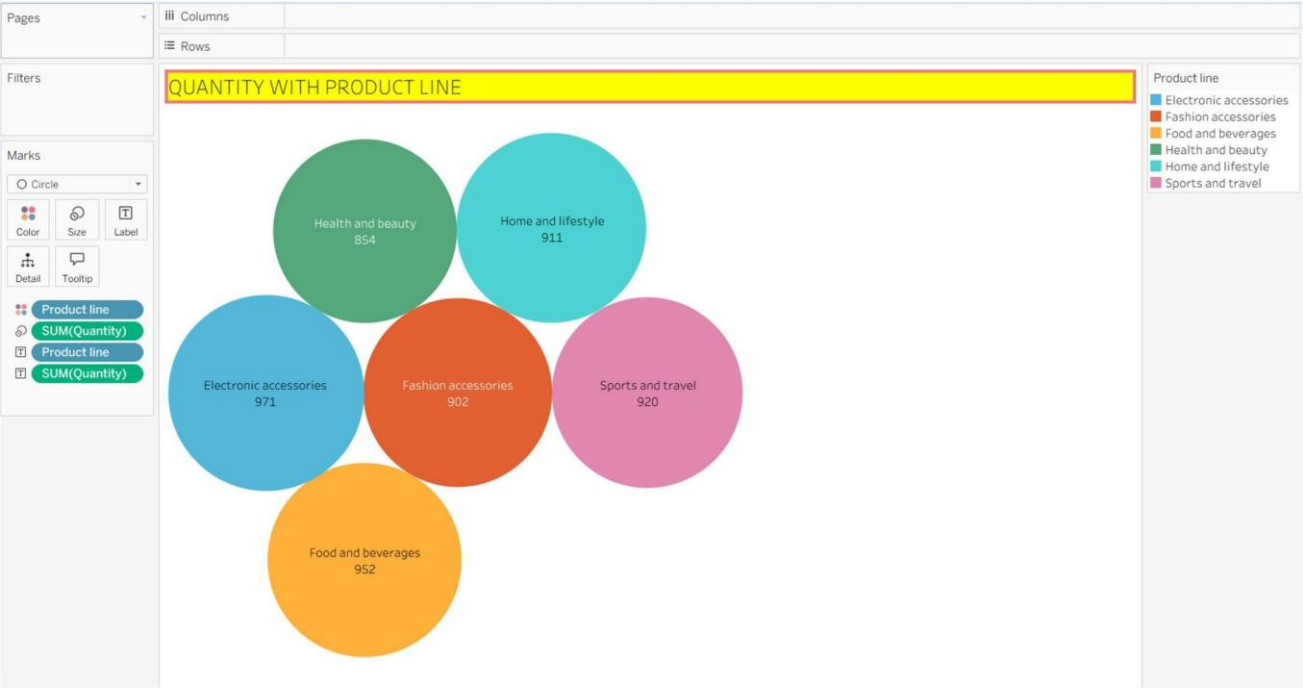 Pages
Columns
Rows
Filters
Marks
Circle
Color
Size
Label
Detail
Tooltip
Product line
SUM(Quantity)
Product line
SUM(Quantity)
QUANTITY WITH PRODUCT LINE
Health and beauty
854
Home and lifestyle
911
Electronic accessories
971
Fashion accessories
902
Sports and travel
920
Food and beverages
952
Product line
Electronic accessories
Fashion accessories
Food and beverages
Health and beauty
Home and lifestyle
Sports and travel